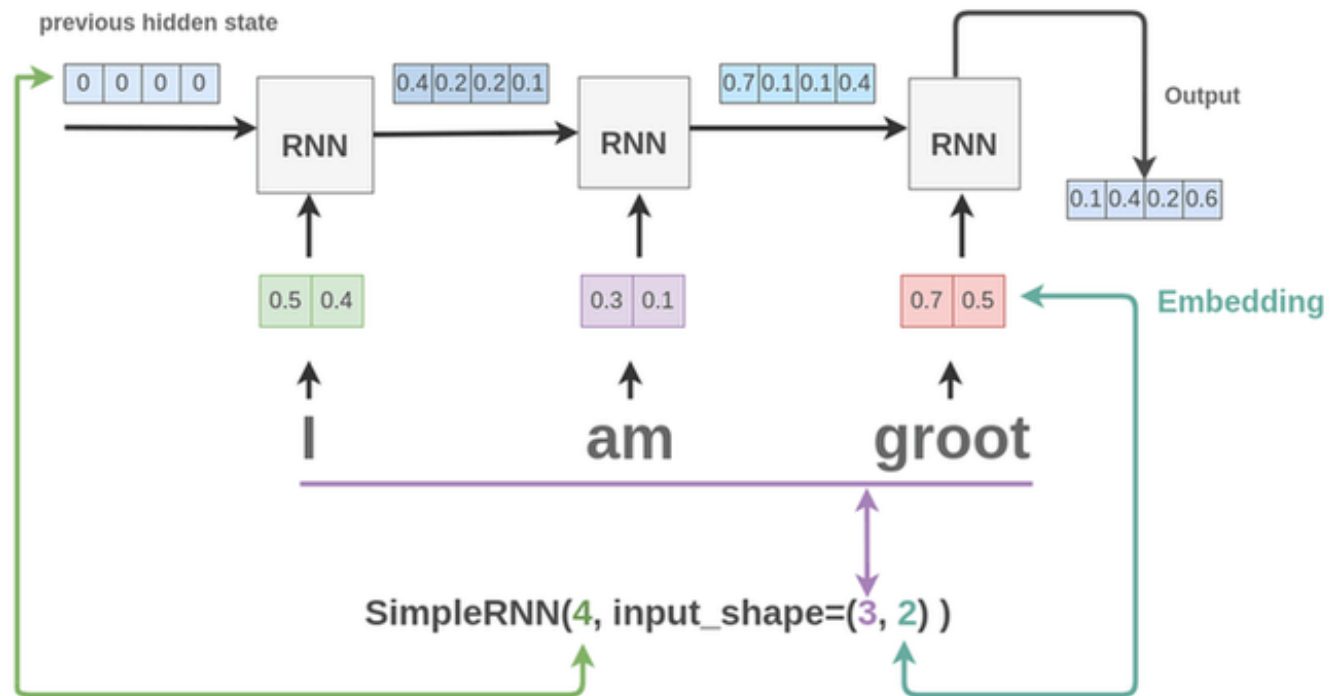 previous hidden state
0 0 0 0
0.4 0.2 0.2 0.1
0.7 0.1 0.1 0.4
RNN
RNN
RNN
Output
0.1 0.4 0.2 0.6
0.5 0.4
0.3 0.1
0.7 0.5
Embedding
I am groot
SimpleRNN(4, input_shape=(3, 2) )